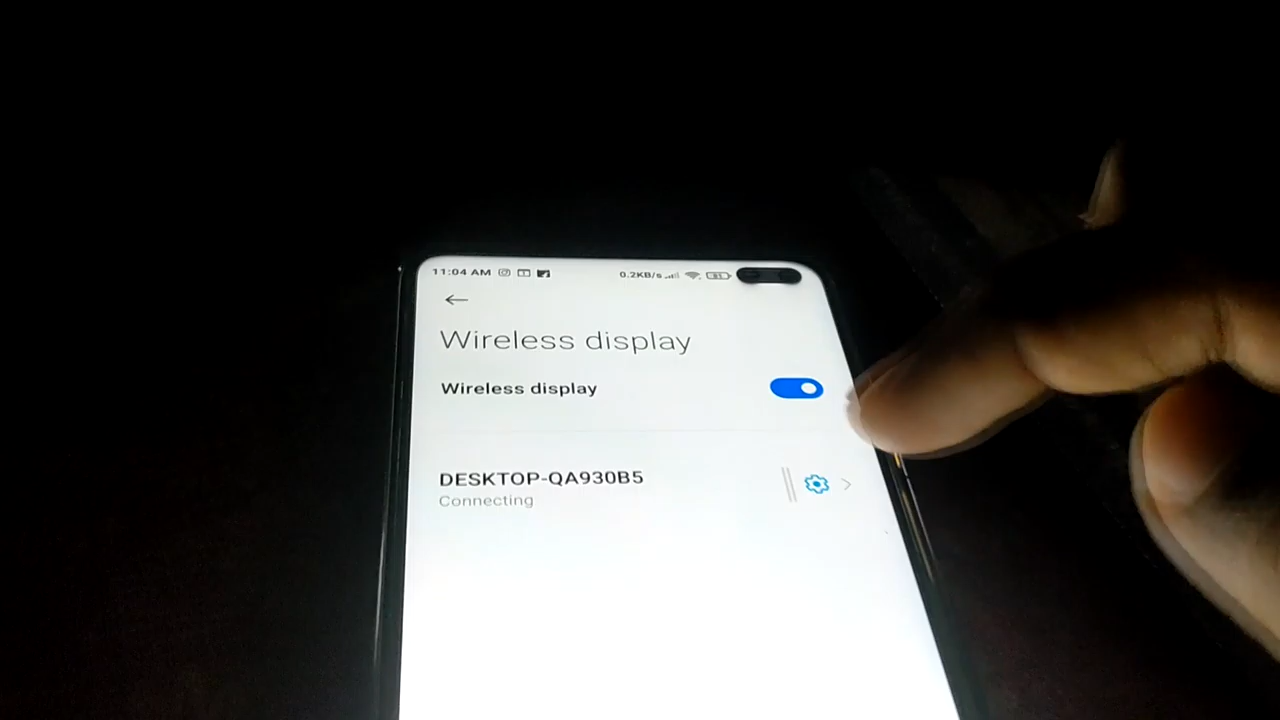 11:04 AM 0.2KB/s
Wireless display
Wireless display
DESKTOP-QA930B5
Connecting